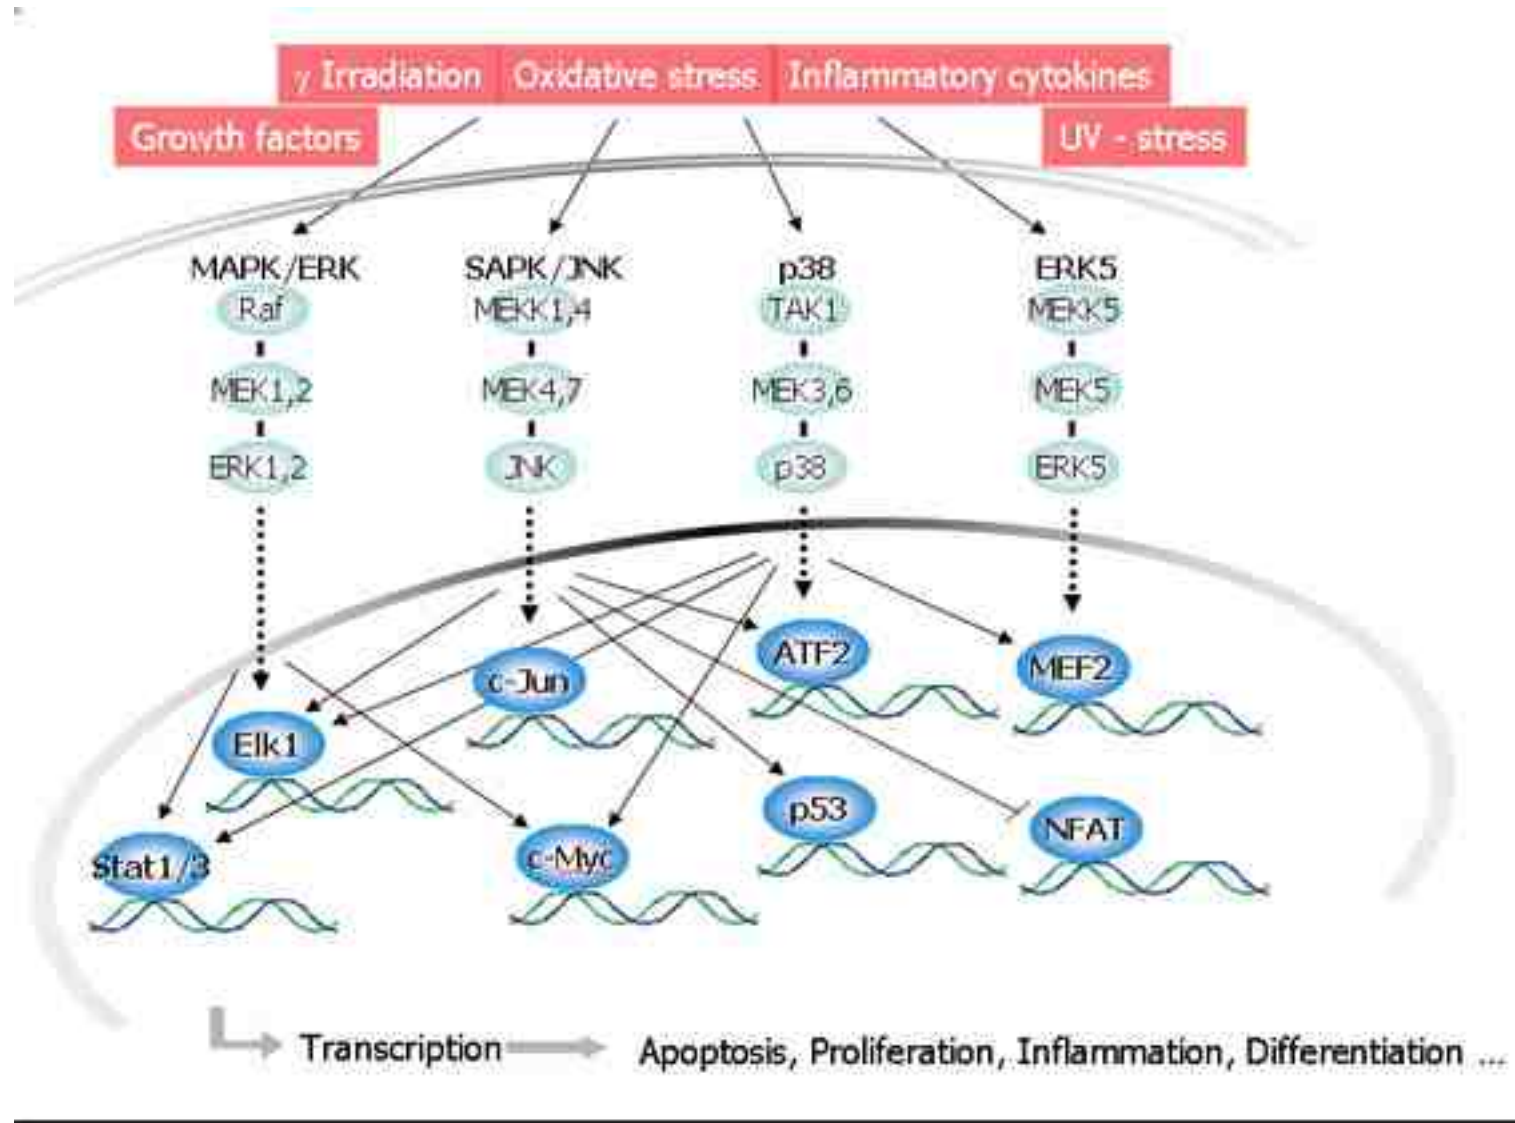 γ Irradiation Oxidative stress Inflammatory cytokines
Growth factors UV - stress
MAPK/ERK SAPK/JNK p38 ERK5
Raf MEKK1,4 TAK1 MEKK5
MEK1,2 MEK4,7 MEK3,6 MEK5
ERK1,2 JNK p38 ERK5
ATF2
c-Jun MEF2
Elk1
p53
Stat1/3 c-Myc NFAT
Transcription Apoptosis, Proliferation, Inflammation, Differentiation ...